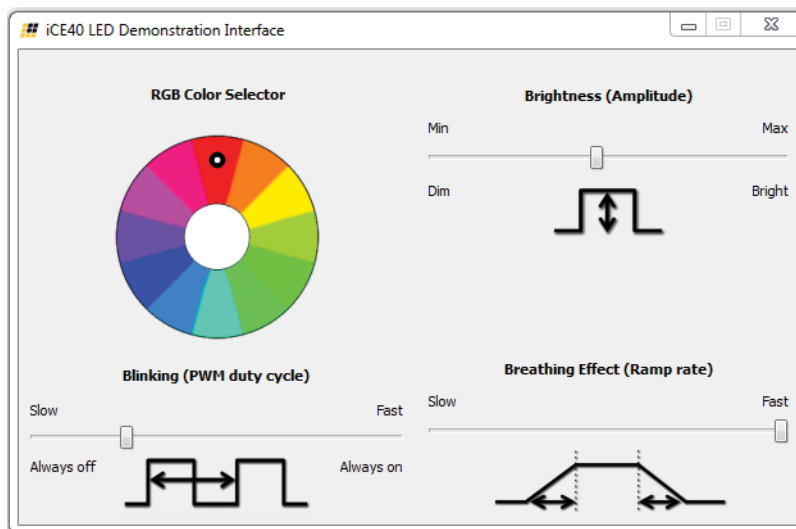 iCE40 LED Demonstration Interface
RGB Color Selector
Brightness (Amplitude)
Min Max
Dim Bright
Blinking (PWM duty cycle)
Slow Fast
Always off Always on
Breathing Effect (Ramp rate)
Slow Fast